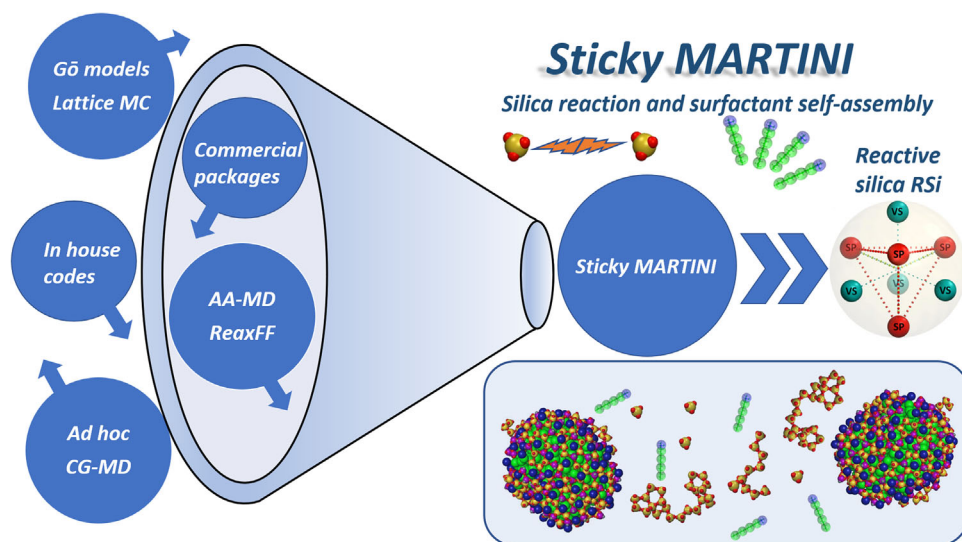 Sticky MARTINI
Silica reaction and surfactant self-assembly
Gō models
Lattice MC
Commercial
packages
In house
codes
AA-MD
ReaxFF
Ad hoc
CG-MD
Sticky MARTINI
Reactive
silica RSi
VS
SP
SP
SP
VS
VS
VS
SP